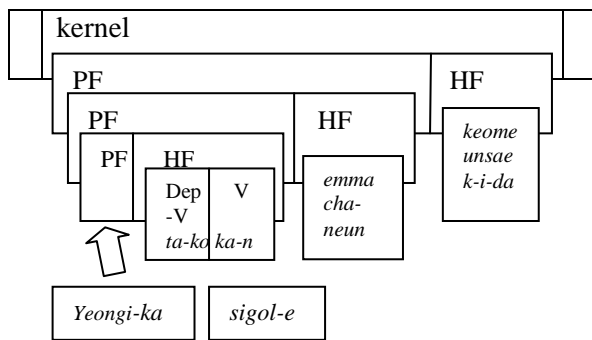 kernel
PF HF
PF HF
PF HF
keome
unsae
k-i-da
emma
cha-
neun
Dep
-V
V
ta-ko ka-n
Yeongi-ka sigol-e